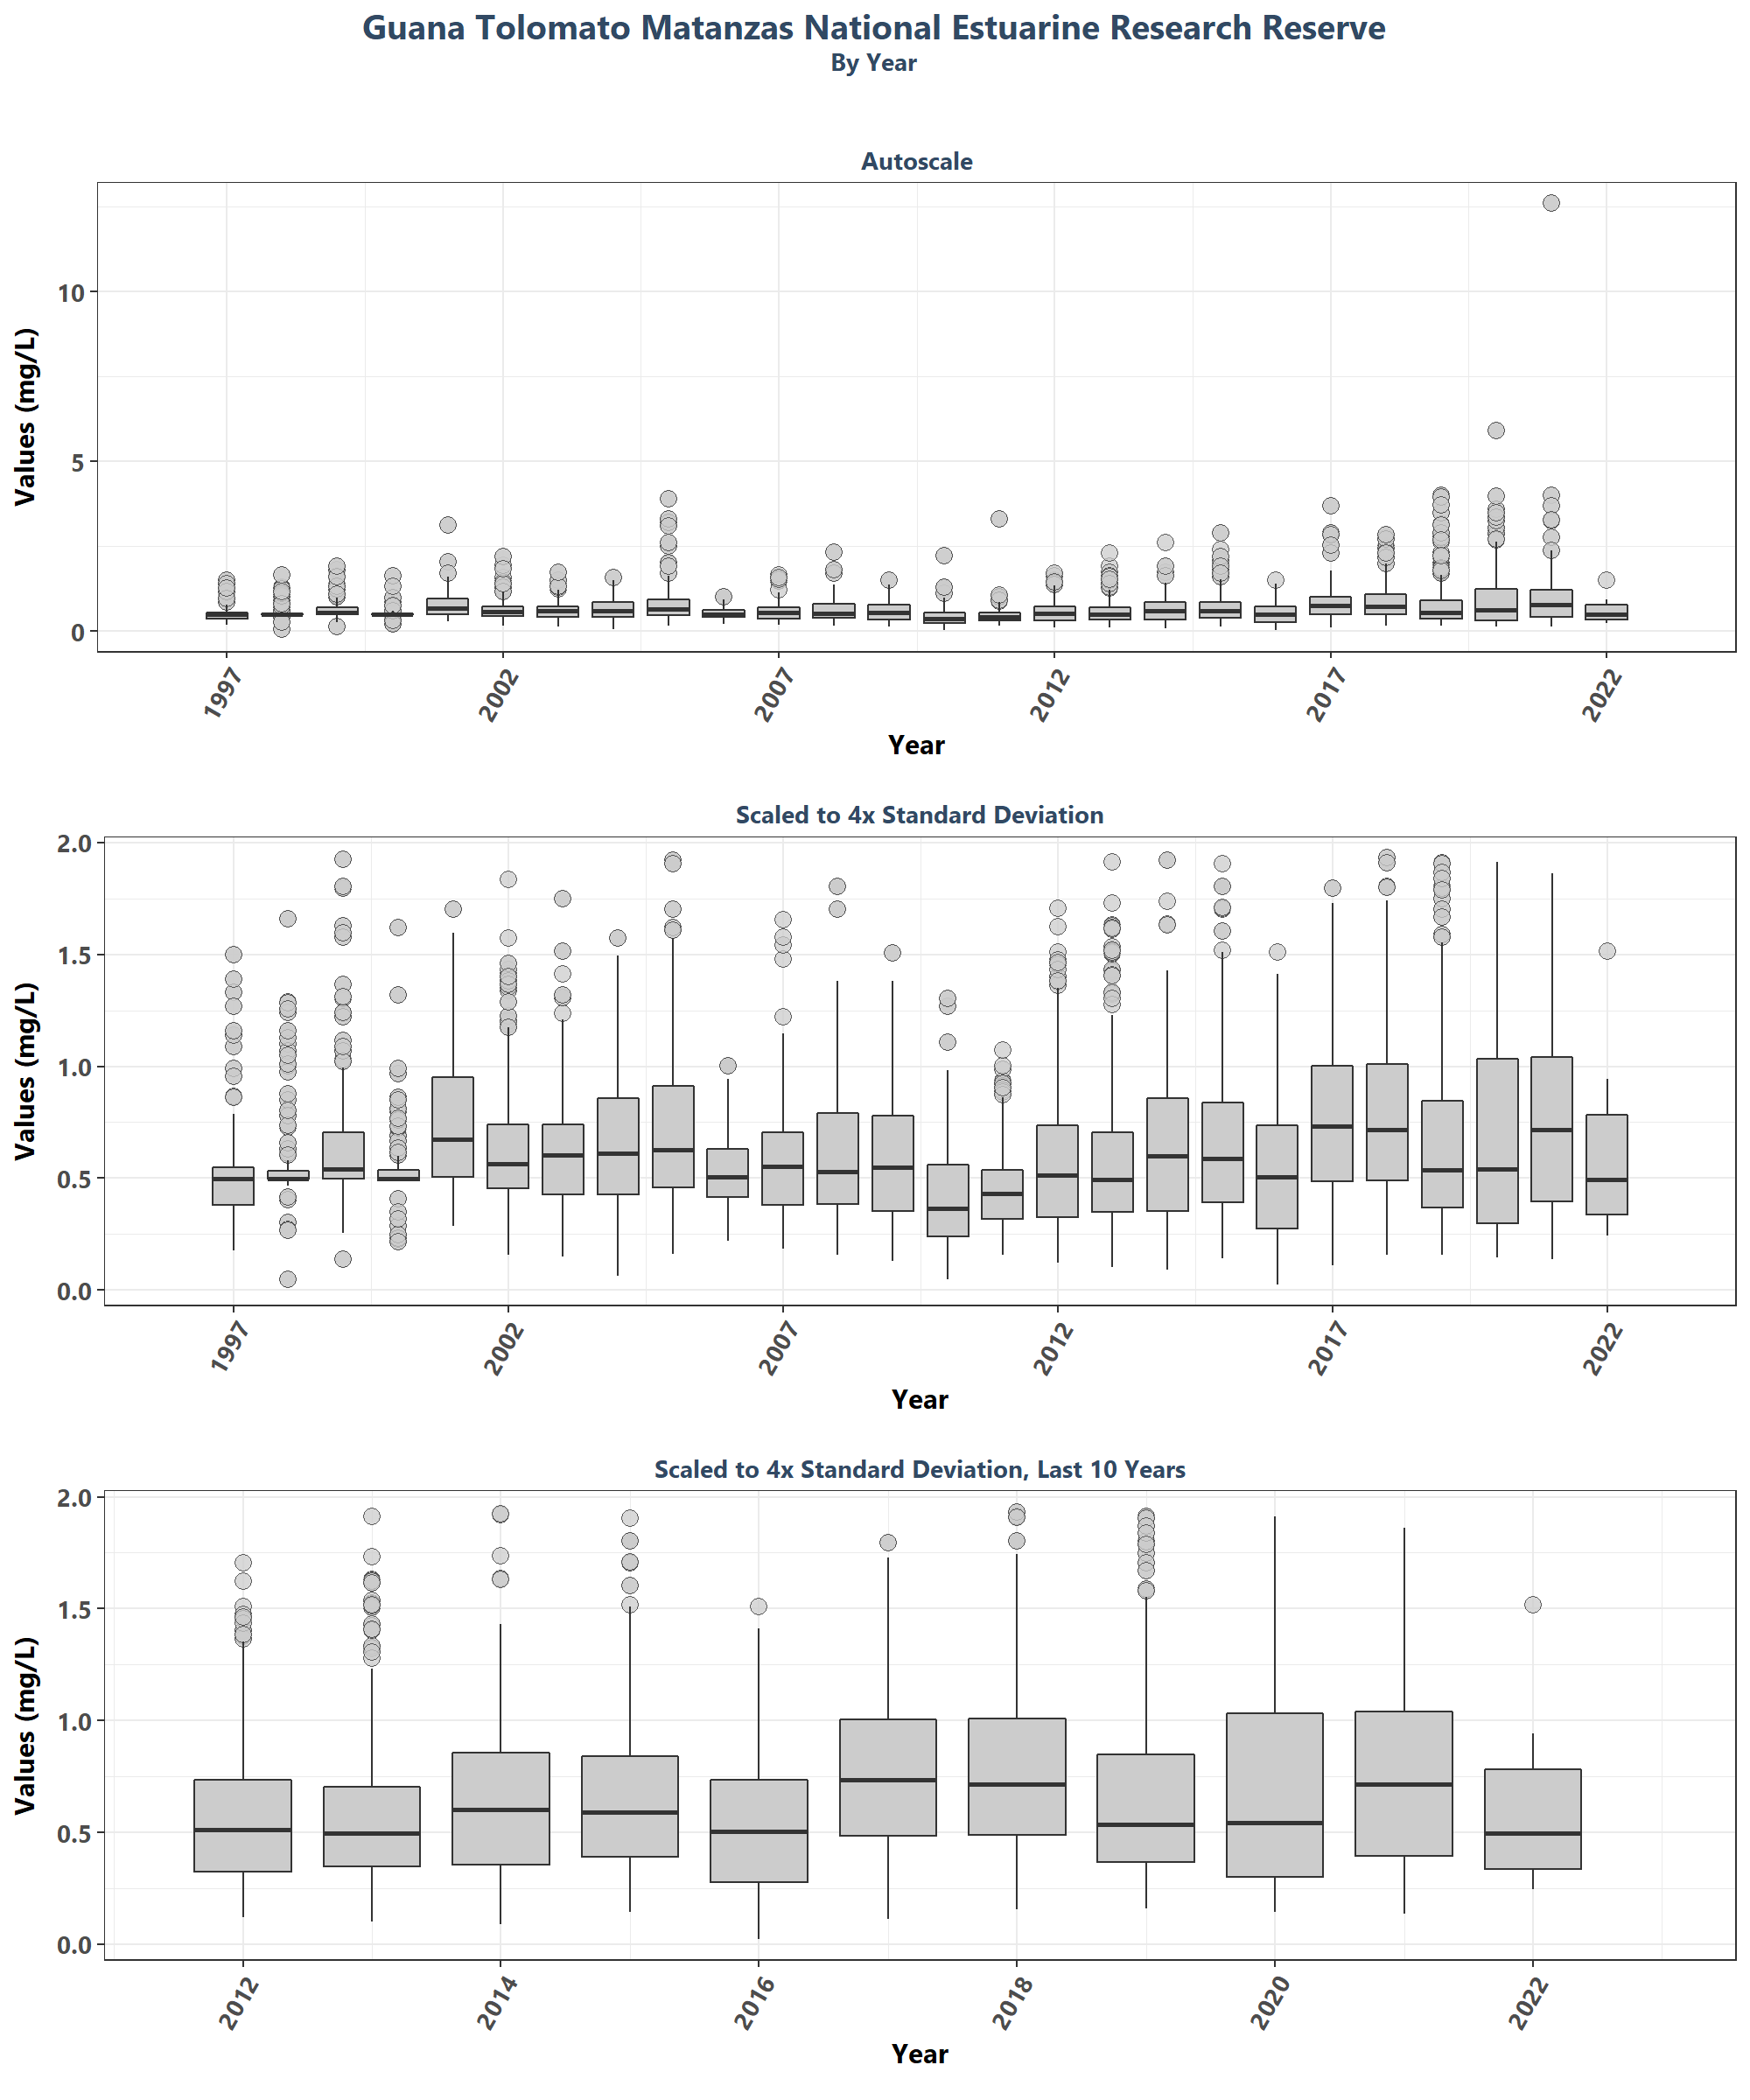 Guana Tolomato Matanzas National Estuarine Research Reserve
By Year
Autoscale
Values (mg/L)
10
5
0
1997 2002 2007 2012 2017 2022
Year
Scaled to 4x Standard Deviation
Values (mg/L)
2.0
1.5
1.0
0.5
0.0
1997 2002 2007 2012 2017 2022
Year
Scaled to 4x Standard Deviation, Last 10 Years
Values (mg/L)
2.0
1.5
1.0
0.5
0.0
2012 2014 2016 2018 2020 2022
Year